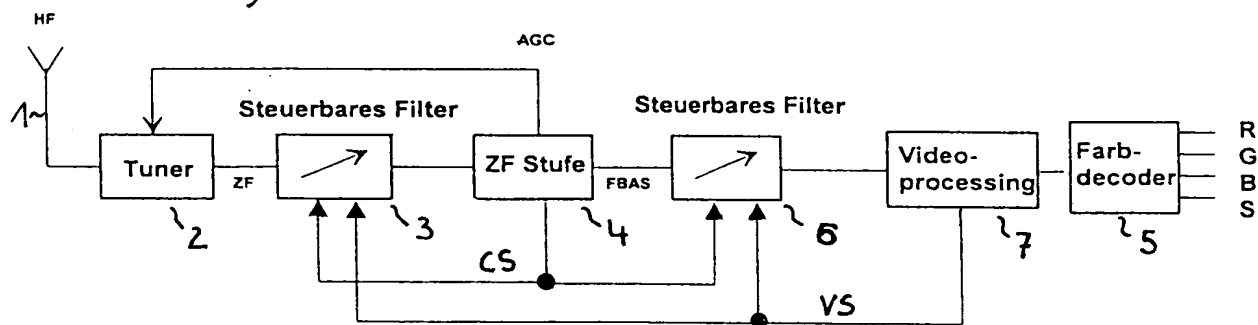 HF
AGC
Steuerbares Filter
Steuerbares Filter
1
Tuner
ZF
ZF Stufe
FBAS
Video-
processing
Farb-
decoder
R
G
B
S
2
3
4
6
7
5
CS
VS